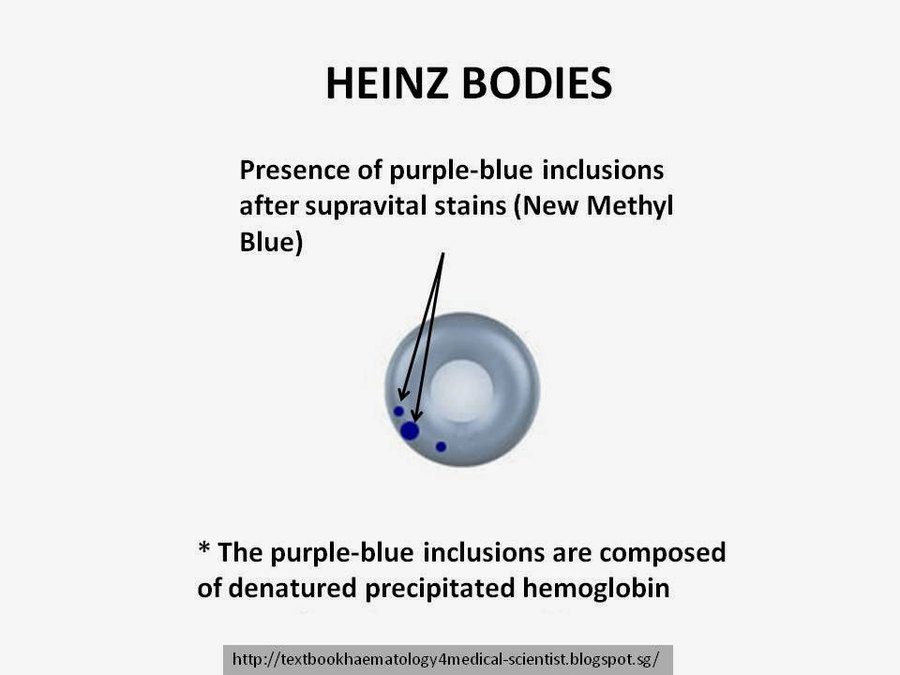 HEINZ BODIES
Presence of purple-blue inclusions
after supravital stains (New Methyl
Blue)
* The purple-blue inclusions are composed
of denatured precipitated hemoglobin
http://textbookhaematology4medical-scientist.blogspot.sg/